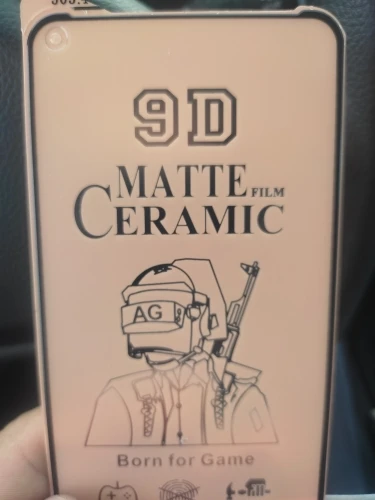 9D
MATTE FILM
CERAMIC
AG
Born for Game